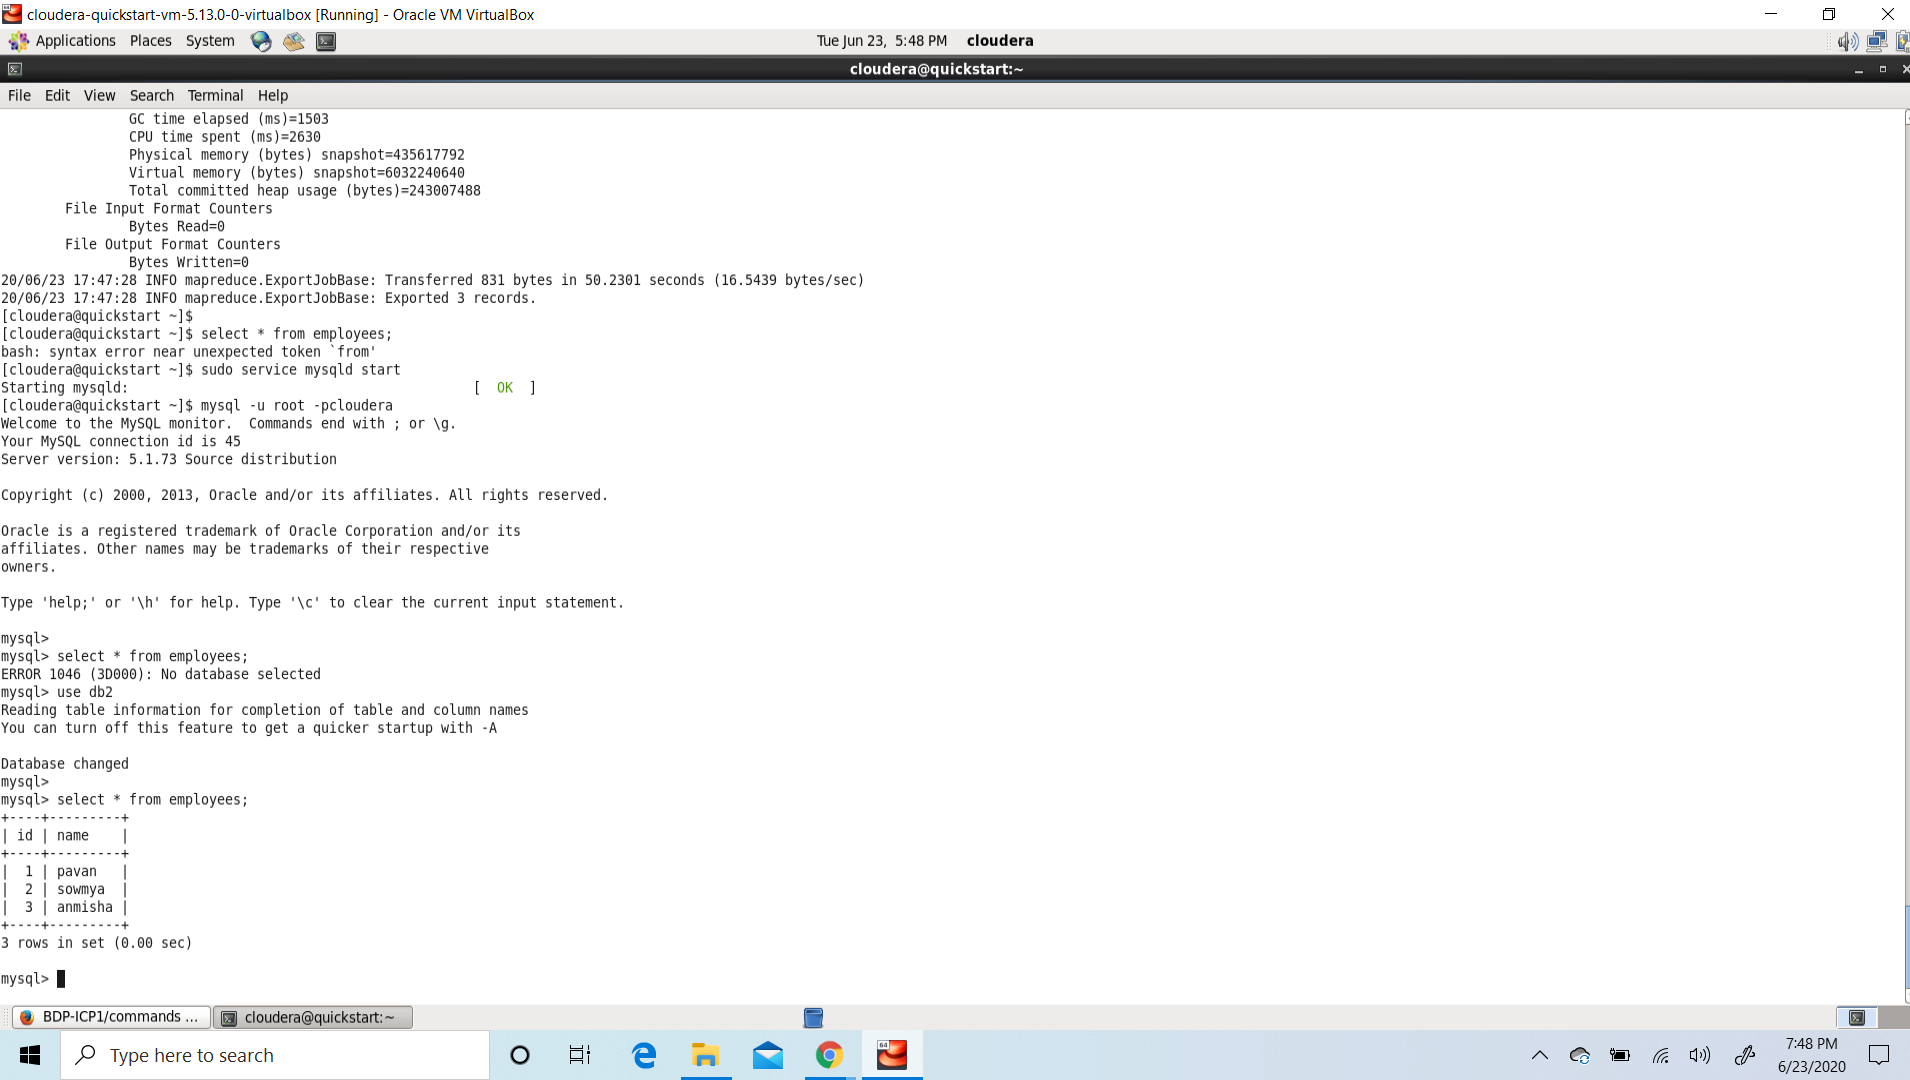 cloudera-quickstart-vm-5.13.0-0-virtualbox [Running] - Oracle VM VirtualBox
Applications Places System Tue Jun 23, 5:48 PM cloudera
cloudera@quickstart:~
File Edit View Search Terminal Help
GC time elapsed (ms)=1503
CPU time spent (ms)=2630
Physical memory (bytes) snapshot=435617792
Virtual memory (bytes) snapshot=6032240640
Total committed heap usage (bytes)=243007488
File Input Format Counters
Bytes Read=0
File Output Format Counters
Bytes Written=0
20/06/23 17:47:28 INFO mapreduce.ExportJobBase: Transferred 831 bytes in 50.2301 seconds (16.5439 bytes/sec)
20/06/23 17:47:28 INFO mapreduce.ExportJobBase: Exported 3 records.
[cloudera@quickstart ~]$
[cloudera@quickstart ~]$ select * from employees;
bash: syntax error near unexpected token `from'
[cloudera@quickstart ~]$ sudo service mysqld start
Starting mysqld: [ OK ]
[cloudera@quickstart ~]$ mysql -u root -pcloudera
Welcome to the MySQL monitor.  Commands end with ; or \g.
Your MySQL connection id is 45
Server version: 5.1.73 Source distribution
Copyright (c) 2000, 2013, Oracle and/or its affiliates. All rights reserved.
Oracle is a registered trademark of Oracle Corporation and/or its
affiliates. Other names may be trademarks of their respective
owners.
Type 'help;' or '\h' for help. Type '\c' to clear the current input statement.
mysql>
mysql> select * from employees;
ERROR 1046 (3D000): No database selected
mysql> use db2
Reading table information for completion of table and column names
You can turn off this feature to get a quicker startup with -A
Database changed
mysql>
mysql> select * from employees;
+----+---------+
| id | name    |
+----+---------+
|  1 | pavan   |
|  2 | sowmya  |
|  3 | anmisha |
+----+---------+
3 rows in set (0.00 sec)
mysql>
BDP-ICP1/commands ... cloudera@quickstart:~
Type here to search
7:48 PM
6/23/2020